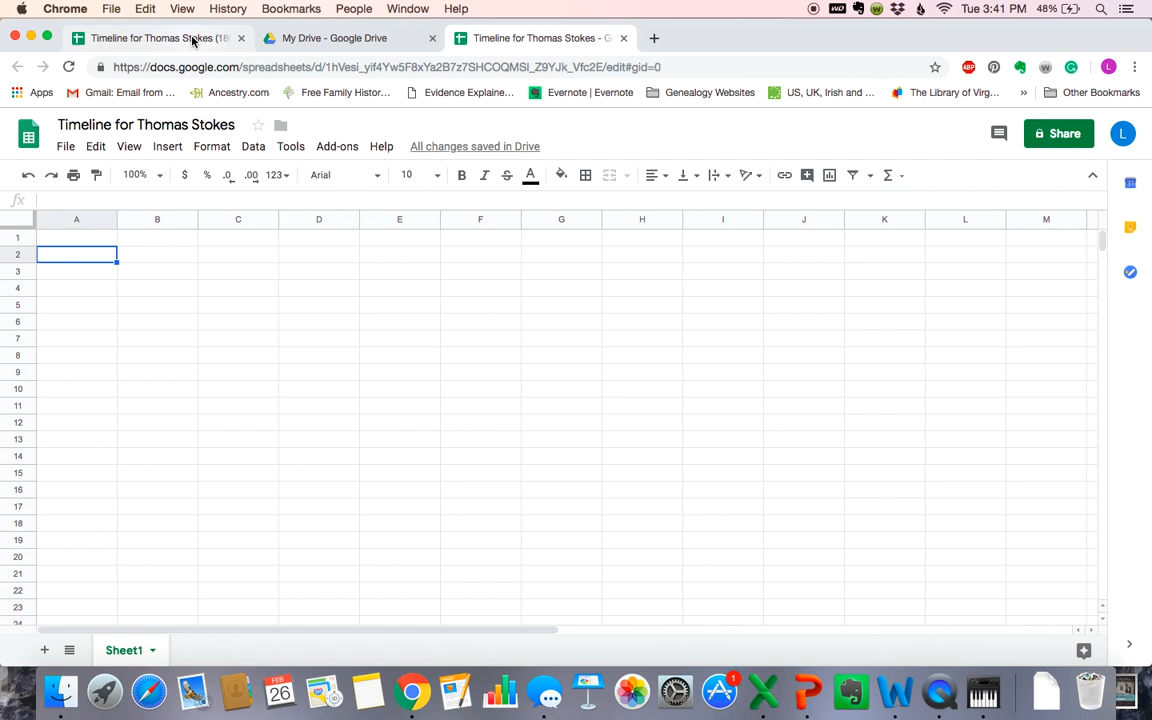 Chrome File Edit View History Bookmarks People Window Help Tue 3:41 PM 48%
Timeline for Thomas Stokes (18 My Drive - Google Drive Timeline for Thomas Stokes - G
https://docs.google.com/spreadsheets/d/1hVesi_yif4Yw5F8xYa2B7z7SHCOQMSI_Z9YJk_Vfc2E/edit#gid=0
Apps Gmail: Email from ... Ancestry.com Free Family Histor... Evidence Explaine... Evernote | Evernote Genealogy Websites US, UK, Irish and ... The Library of Virg... » Other Bookmarks
Timeline for Thomas Stokes
Share
L
File Edit View Insert Format Data Tools Add-ons Help All changes saved in Drive
100% $ % .0 .00 123 Arial 10 B I S A Σ
fx
A B C D E F G H I J K L M
1
2
3
4
5
6
7
8
9
10
11
12
13
14
15
16
17
18
19
20
21
22
23
24
+ Sheet1
FEB
26
1